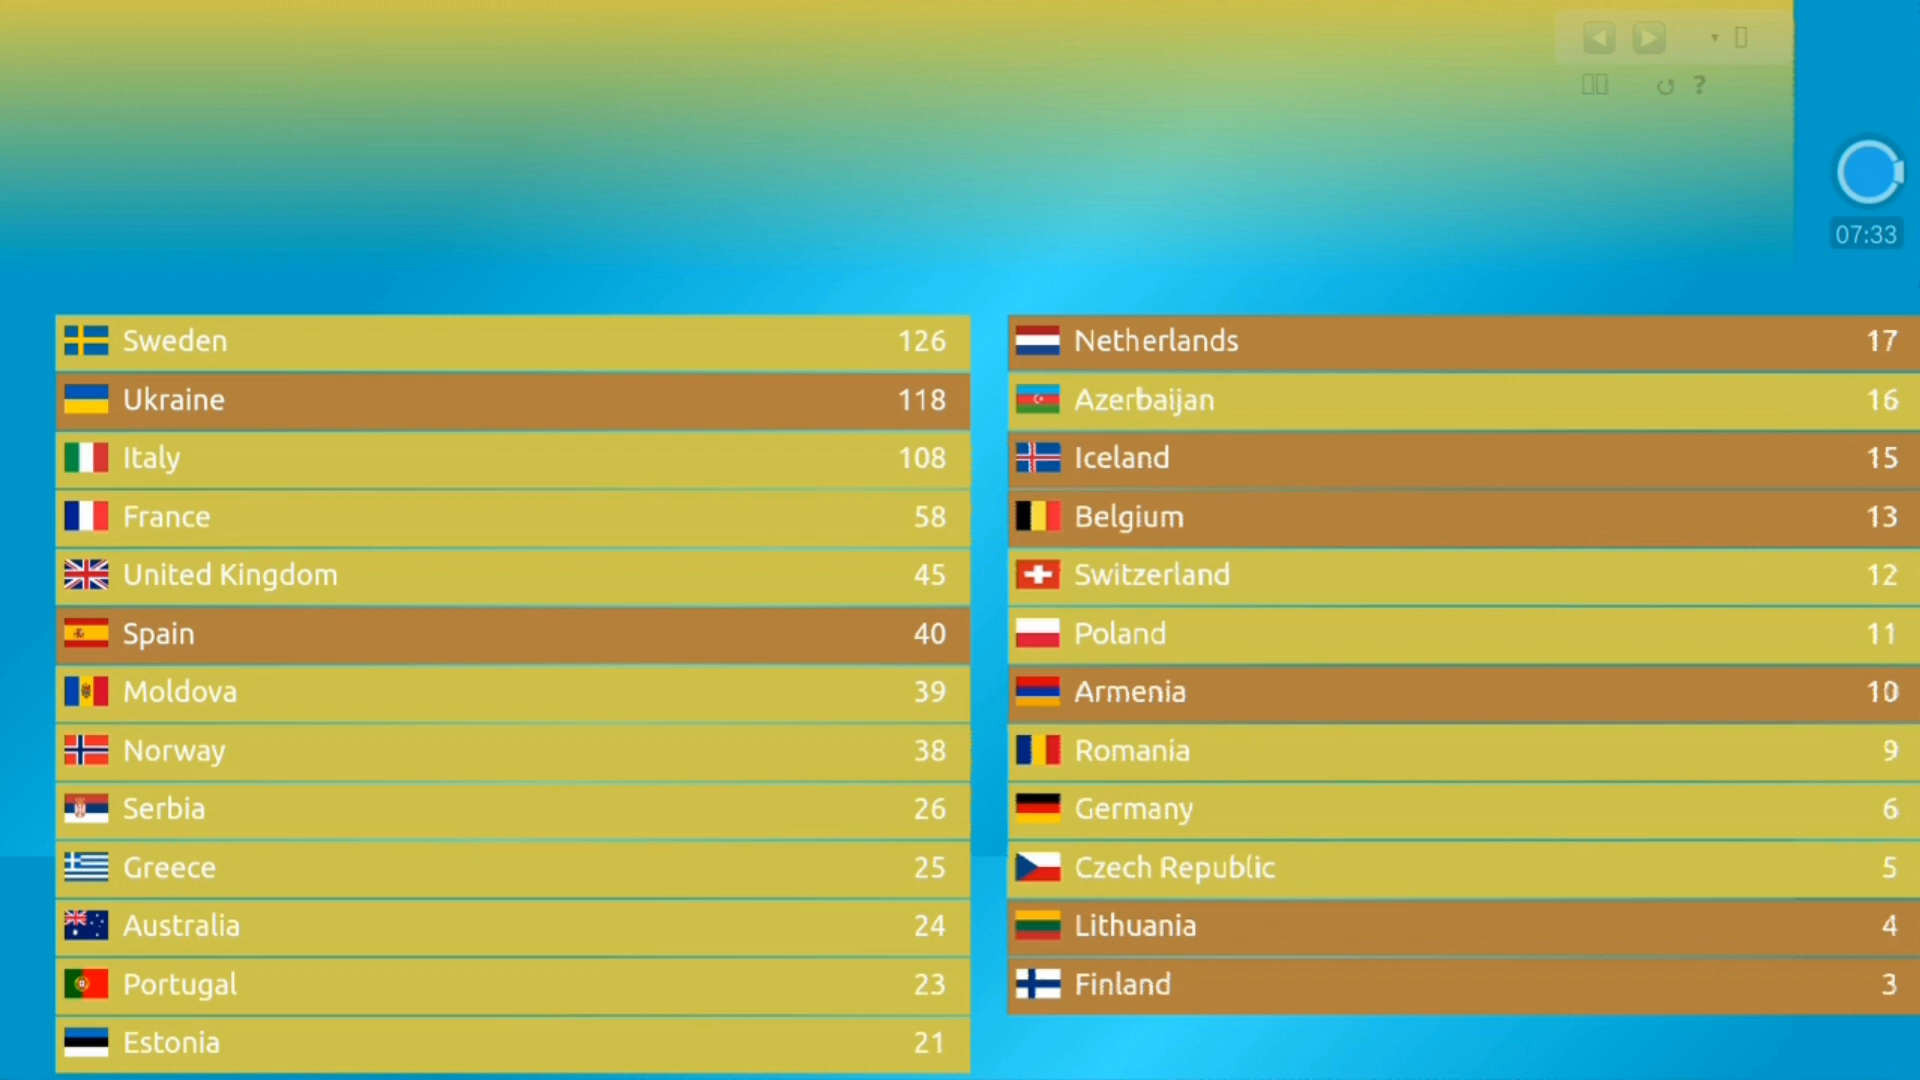 ?
07:33
Sweden 126
Ukraine 118
Italy 108
France 58
United Kingdom 45
Spain 40
Moldova 39
Norway 38
Serbia 26
Greece 25
Australia 24
Portugal 23
Estonia 21
Netherlands 17
Azerbaijan 16
Iceland 15
Belgium 13
Switzerland 12
Poland 11
Armenia 10
Romania 9
Germany 6
Czech Republic 5
Lithuania 4
Finland 3